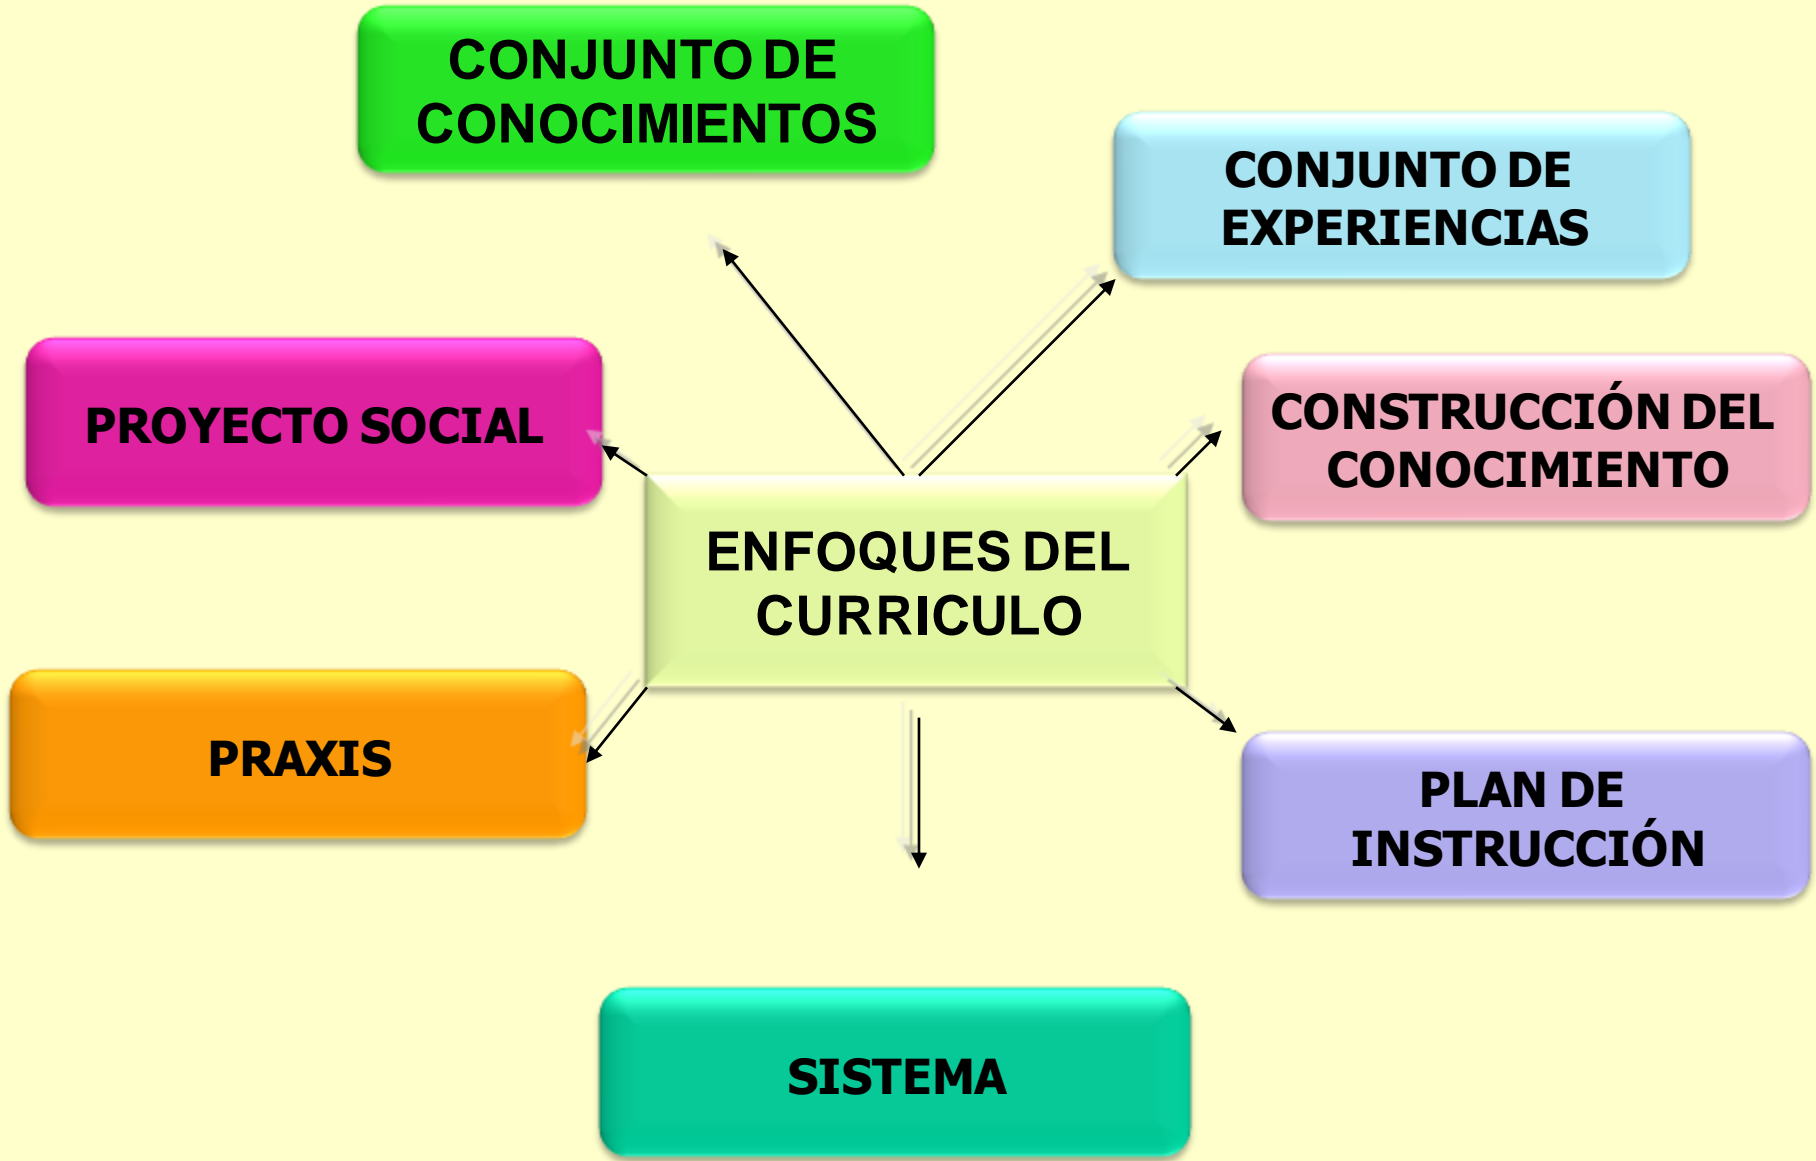 CONJUNTO DE
CONOCIMIENTOS
CONJUNTO DE
EXPERIENCIAS
PROYECTO SOCIAL
CONSTRUCCIÓN DEL
CONOCIMIENTO
ENFOQUES DEL
CURRICULO
PRAXIS
PLAN DE
INSTRUCCIÓN
SISTEMA